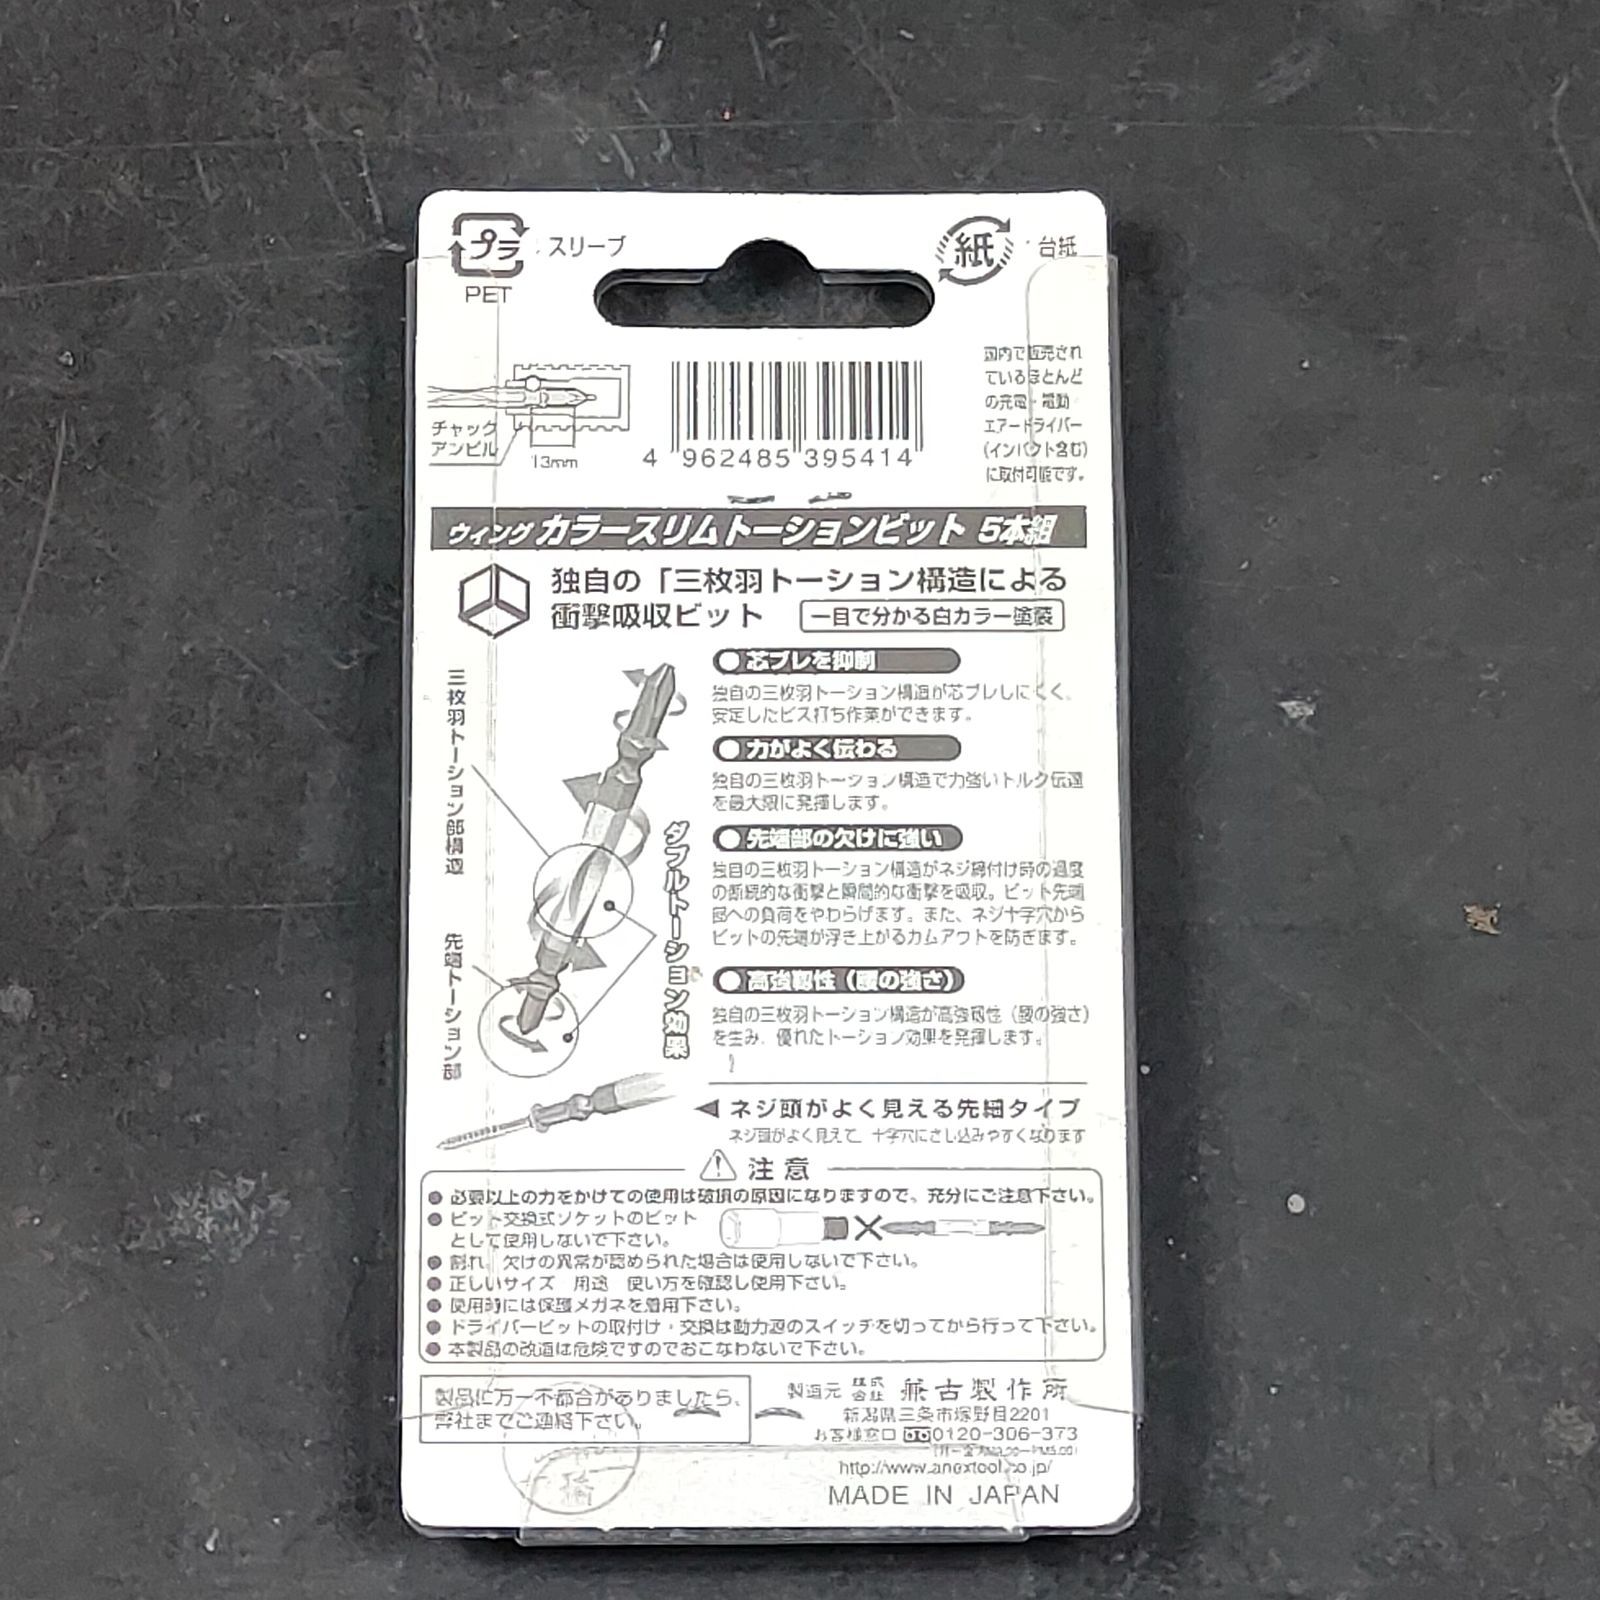 プラ
：スリーブ
PET
紙
：台紙
チャック
アンビル
13mm
4 962485 395414
国内で販売され
ているほとんど
の充電・電動
エアードライバー
(インパクト含む)
に取付可能です。
ウィング カラースリムトーションビット 5本組
独自の「三枚羽トーション構造による
衝撃吸収ビット
一目で分かる白カラー塗装
三枚羽トーション部構造
先端トーション部
ダブルトーション効果
●芯ブレを抑制
独自の三枚羽トーション構造が芯ブレしにくく、
安定したビス打ち作業ができます。
●力がよく伝わる
独自の三枚羽トーション構造で力強いトルク伝達
を最大限に発揮します。
●先端部の欠けに強い
独自の三枚羽トーション構造がネジ締付け時の過度
の断続的な衝撃と瞬間的な衝撃を吸収。ビット先端
部への負荷をやわらげます。また、ネジ十字穴から
ビットの先端が浮き上がるカムアウトを防ぎます。
●高強靱性（腰の強さ）
独自の三枚羽トーション構造が高強靱性（腰の強さ）
を生み、優れたトーション効果を発揮します。
◀ネジ頭がよく見える先細タイプ
ネジ頭がよく見えて、十字穴にさし込みやすくなります
注意
●必要以上の力をかけての使用は破損の原因になりますので、充分にご注意下さい。
●ビット交換式ソケットのビット
として使用しないで下さい。
●割れ、欠けの異常が認められた場合は使用しないで下さい。
●正しいサイズ・用途・使い方を確認し使用下さい。
●使用時には保護メガネを着用下さい。
●ドライバービットの取付け・交換は動力源のスイッチを切ってから行って下さい。
●本製品の改造は危険ですのでおこなわないで下さい。
製品に万一不都合がありましたら、
弊社までご連絡下さい。
製造元 株式会社 兼古製作所
新潟県三条市塚野目2201
お客様窓口 0120-306-373
http://www.anextool.co.jp/
MADE IN JAPAN